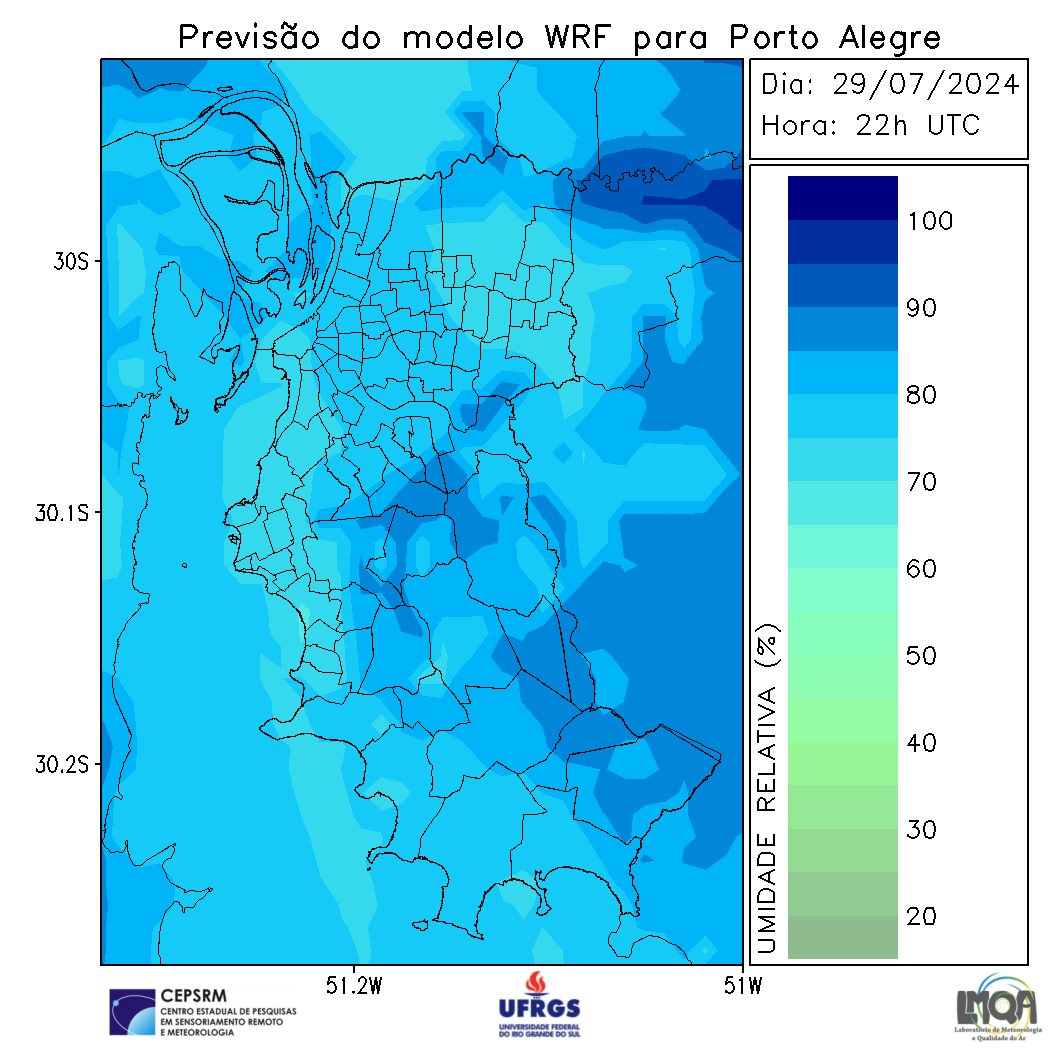 Previsão do modelo WRF para Porto Alegre
Dia: 29/07/2024
Hora: 22h UTC
30S
30.1S
30.2S
51.2W
51W
UMIDADE RELATIVA (%)
100
90
80
70
60
50
40
30
20
CEPSRM
CENTRO ESTADUAL DE PESQUISAS
EM SENSORIAMENTO REMOTO
E METEOROLOGIA
UFRGS
UNIVERSIDADE FEDERAL
DO RIO GRANDE DO SUL
LMQA
Laboratório de Meteorologia
e Qualidade do Ar